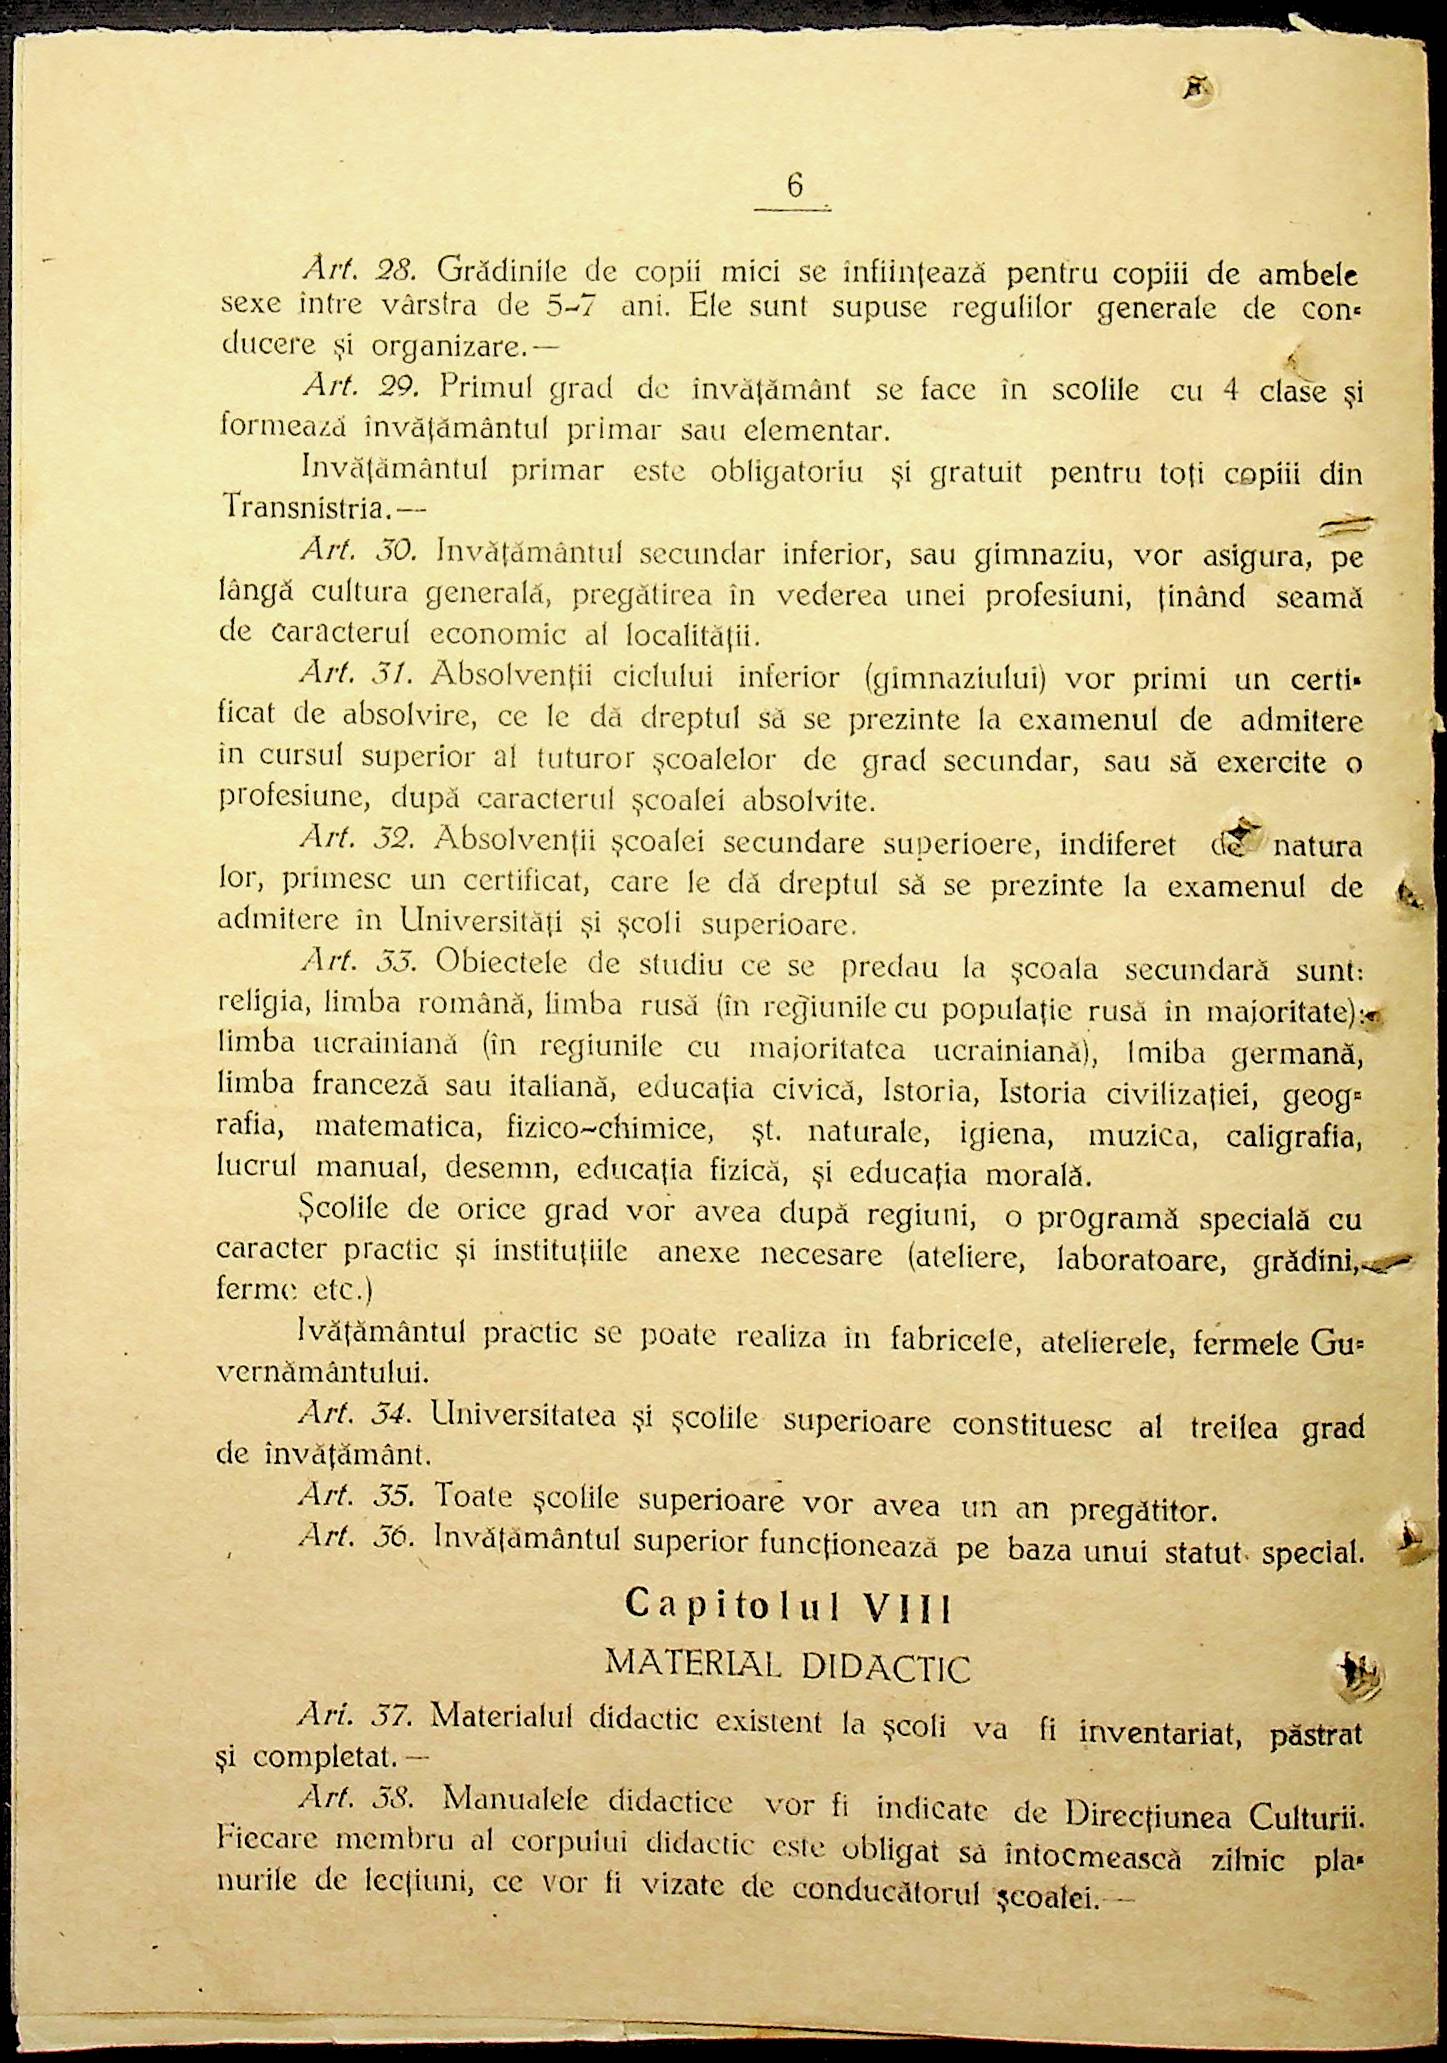 6
Art. 28. Grădinile de copii mici se înființează pentru copiii de ambele
sexe între vârstra de 5-7 ani. Ele sunt supuse regulilor generale de con=
ducere și organizare.—
Art. 29. Primul grad de învățământ se face în scolile cu 4 clase și
formează învățământul primar sau elementar.
Invățământul primar este obligatoriu și gratuit pentru toți copiii din
Transnistria.—
Art. 30. Invățământul secundar inferior, sau gimnaziu, vor asigura, pe
lângă cultura generală, pregătirea în vederea unei profesiuni, ținând seamă
de caracterul economic al localității.
Art. 31. Absolvenții ciclului inferior (gimnaziului) vor primi un certi=
ficat de absolvire, ce le dă dreptul să se prezinte la examenul de admitere
in cursul superior al tuturor școalelor de grad secundar, sau să exercite o
profesiune, după caracterul școalei absolvite.
Art. 32. Absolvenții școalei secundare superioere, indiferet de natura
lor, primesc un certificat, care le dă dreptul să se prezinte la examenul de
admitere în Universități și școli superioare.
Art. 33. Obiectele de studiu ce se predau la școala secundară sunt:
religia, limba română, limba rusă (în regiunile cu populație rusă în majoritate);
limba ucrainiană (în regiunile cu majoritatea ucrainiană), lmiba germană,
limba franceză sau italiană, educația civică, Istoria, Istoria civilizației, geog=
rafia, matematica, fizico-chimice, șt. naturale, igiena, muzica, caligrafia,
lucrul manual, desemn, educația fizică, și educația morală.
Școlile de orice grad vor avea după regiuni, o programă specială cu
caracter practic și instituțiile anexe necesare (ateliere, laboratoare, grădini,
ferme etc.)
Ivățământul practic se poate realiza in fabricele, atelierele, fermele Gu=
vernământului.
Art. 34. Universitatea și școlile superioare constituesc al treilea grad
de învățământ.
Art. 35. Toate școlile superioare vor avea un an pregătitor.
Art. 36. Invățământul superior funcționează pe baza unui statut special.
Capitolul VIII
MATERIAL DIDACTIC
Ari. 37. Materialul didactic existent la școli va fi inventariat, păstrat
și completat.—
Art. 38. Manualele didactice vor fi indicate de Direcțiunea Culturii.
Fiecare membru al corpului didactic este obligat să întocmească zilnic pla=
nurile de lecțiuni, ce vor fi vizate de conducătorul școalei.—